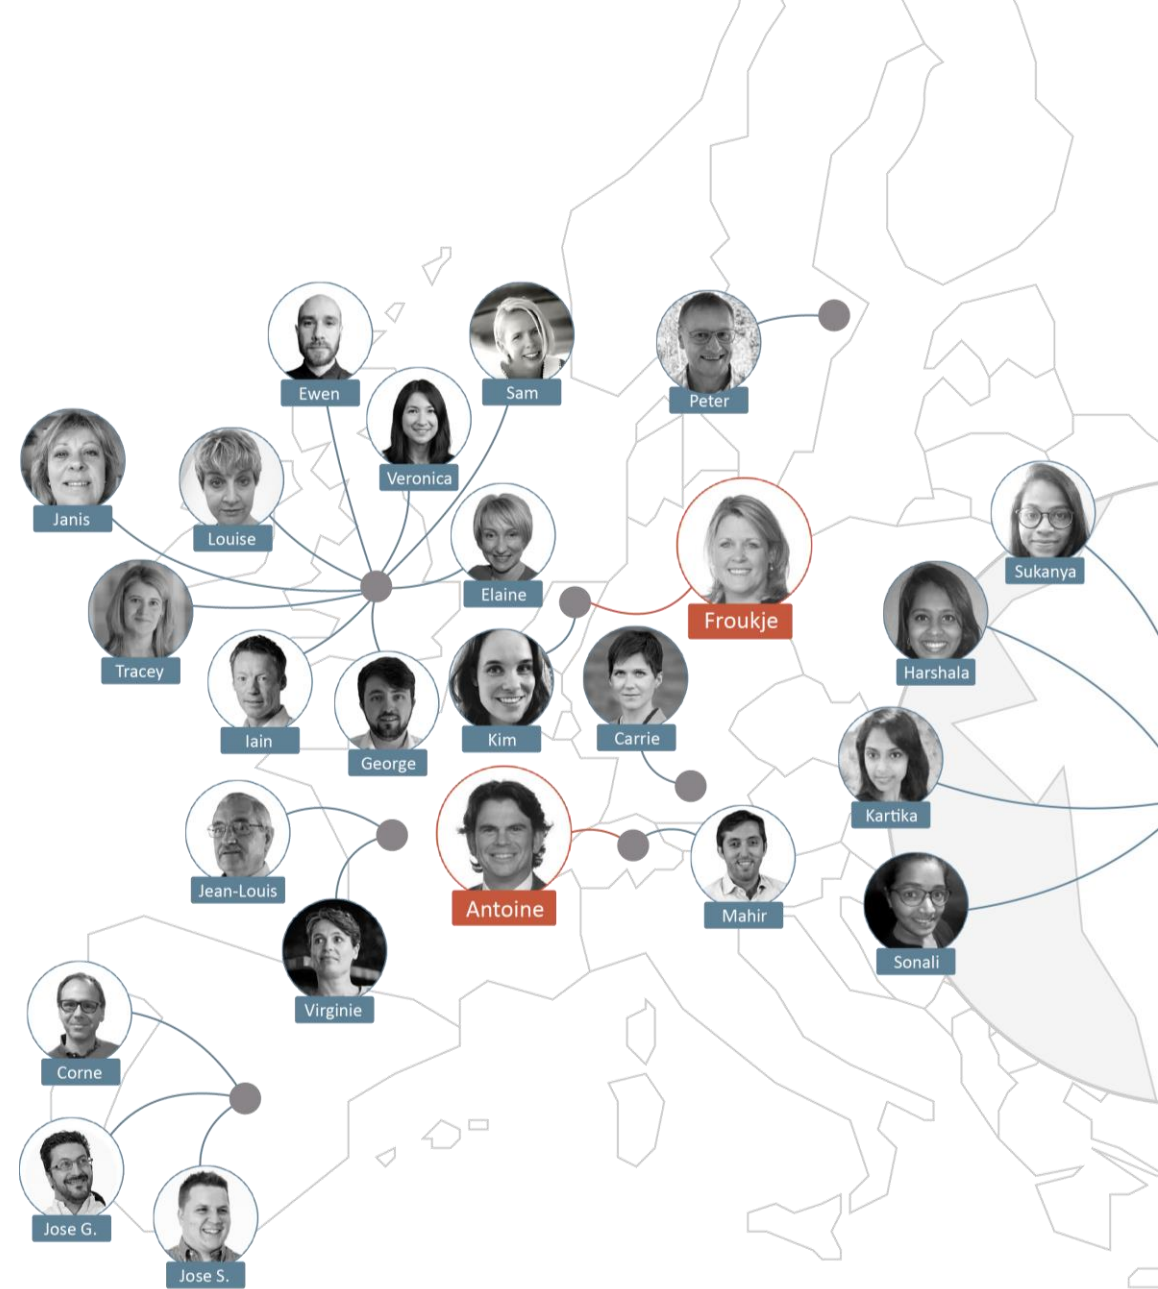 Ewen
Sam
Peter
Veronica
Janis
Louise
Sukanya
Elaine
Froukje
Tracey
Harshala
Iain
Kim
Carrie
George
Kartika
Jean-Louis
Antoine
Mahir
Sonali
Virginie
Corne
Jose G.
Jose S.